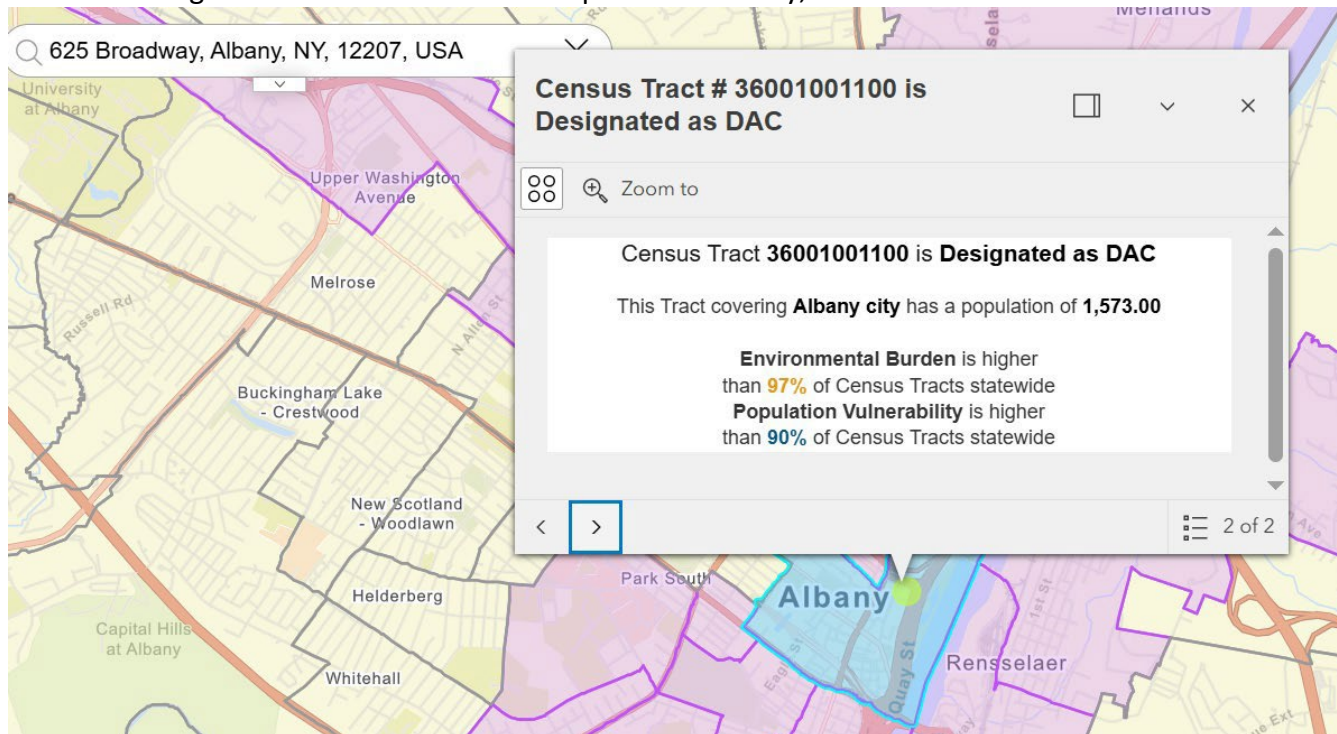 625 Broadway, Albany, NY, 12207, USA
Census Tract # 36001001100 is
Designated as DAC
Zoom to
Census Tract 36001001100 is Designated as DAC
This Tract covering Albany city has a population of 1,573.00
Environmental Burden is higher
than 97% of Census Tracts statewide
Population Vulnerability is higher
than 90% of Census Tracts statewide
2 of 2
Menands
University
at Albany
Upper Washington
Avenue
Melrose
Russell Rd
N Allen St
Buckingham Lake
- Crestwood
New Scotland
- Woodlawn
Park South
Helderberg
Albany
1st St
Capital Hills
at Albany
Eagle St
Quay St
Rensselaer
Whitehall